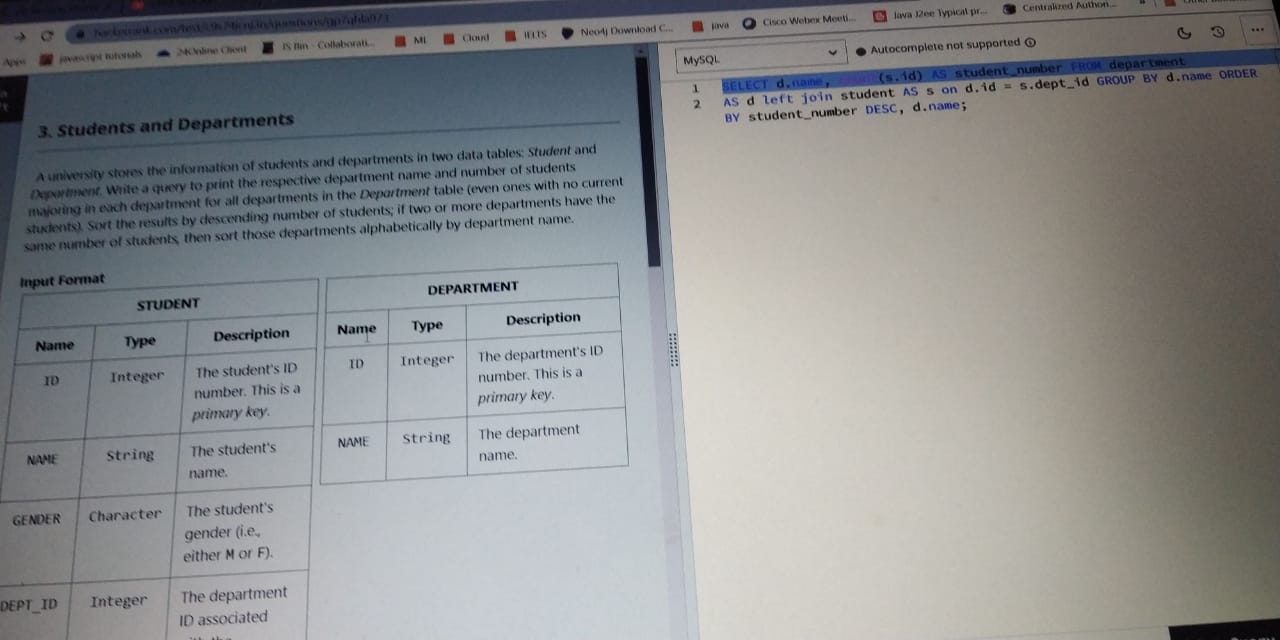 Apps
javascript tutorials
24Online Client
JS Bin - Collaborati...
ML
Cloud
IELTS
Neo4j Download C...
java
Cisco Webex Meeti...
Java J2ee Typical pr...
Centralized Author...
3. Students and Departments
A university stores the information of students and departments in two data tables: Student and
Department. Write a query to print the respective department name and number of students
majoring in each department for all departments in the Department table (even ones with no current
students). Sort the results by descending number of students; if two or more departments have the
same number of students, then sort those departments alphabetically by department name.
Input Format
STUDENT
Name Type Description
ID Integer The student's ID
number. This is a
primary key.
NAME String The student's
name.
GENDER Character The student's
gender (i.e.,
either M or F).
DEPT_ID Integer The department
ID associated
DEPARTMENT
Name Type Description
ID Integer The department's ID
number. This is a
primary key.
NAME String The department
name.
MySQL
Autocomplete not supported
1 SELECT d.name, count(s.id) AS student_number FROM department
2 AS d left join student AS s on d.id = s.dept_id GROUP BY d.name ORDER
BY student_number DESC, d.name;